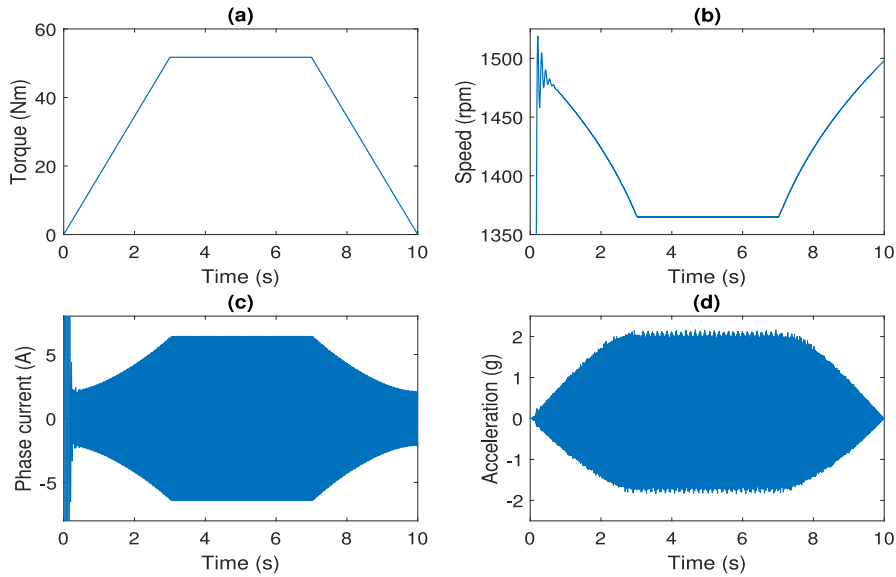 (a)
60
40
20
0
Torque (Nm)
0 2 4 6 8 10
Time (s)
(b)
1500
1450
1400
1350
Speed (rpm)
0 2 4 6 8 10
Time (s)
(c)
5
0
-5
Phase current (A)
0 2 4 6 8 10
Time (s)
(d)
2
1
0
-1
-2
Acceleration (g)
0 2 4 6 8 10
Time (s)